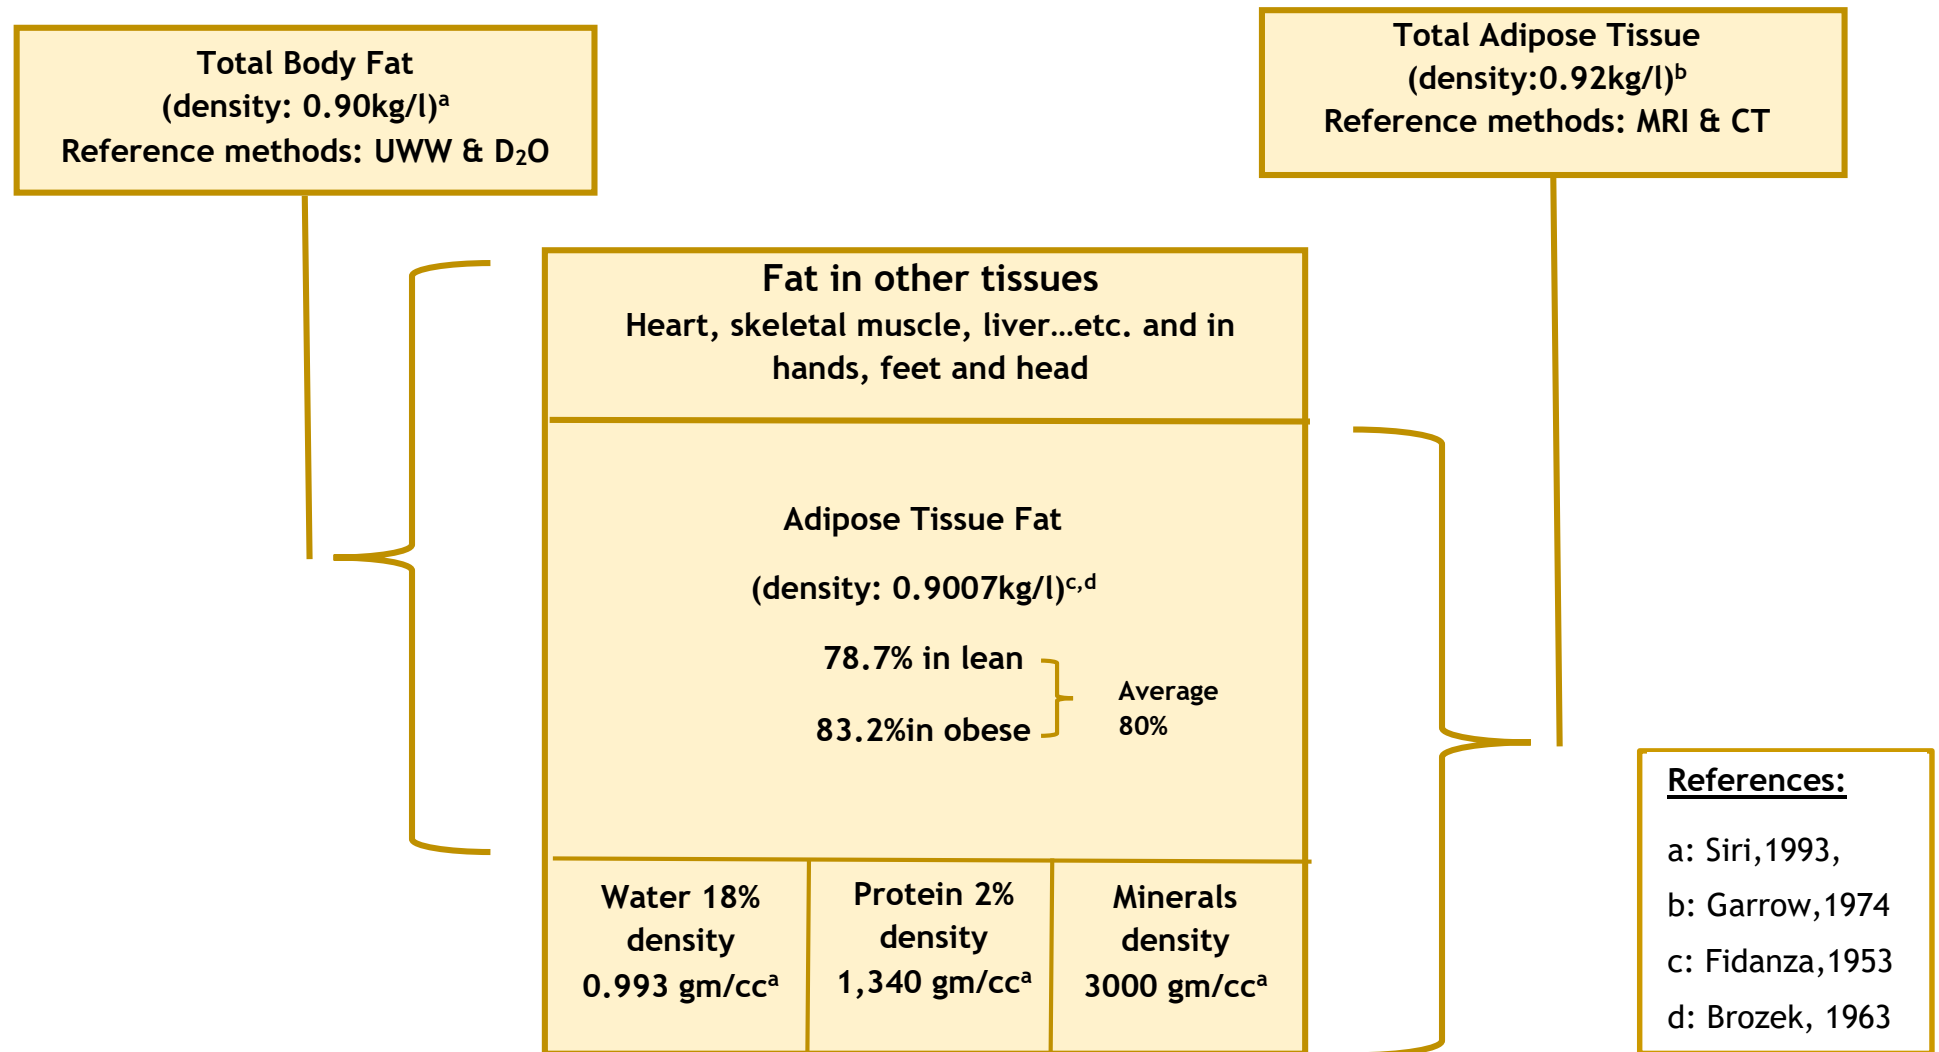 Total Body Fat
(density: 0.90kg/l)ᵃ
Reference methods: UWW & D₂O
Total Adipose Tissue
(density:0.92kg/l)ᵇ
Reference methods: MRI & CT
Fat in other tissues
Heart, skeletal muscle, liver…etc. and in
hands, feet and head
Adipose Tissue Fat
(density: 0.9007kg/l)ᶜ,ᵈ
78.7% in lean
83.2%in obese
Average
80%
Water 18%
density
0.993 gm/ccᵃ
Protein 2%
density
1,340 gm/ccᵃ
Minerals
density
3000 gm/ccᵃ
References:
a: Siri,1993,
b: Garrow,1974
c: Fidanza,1953
d: Brozek, 1963